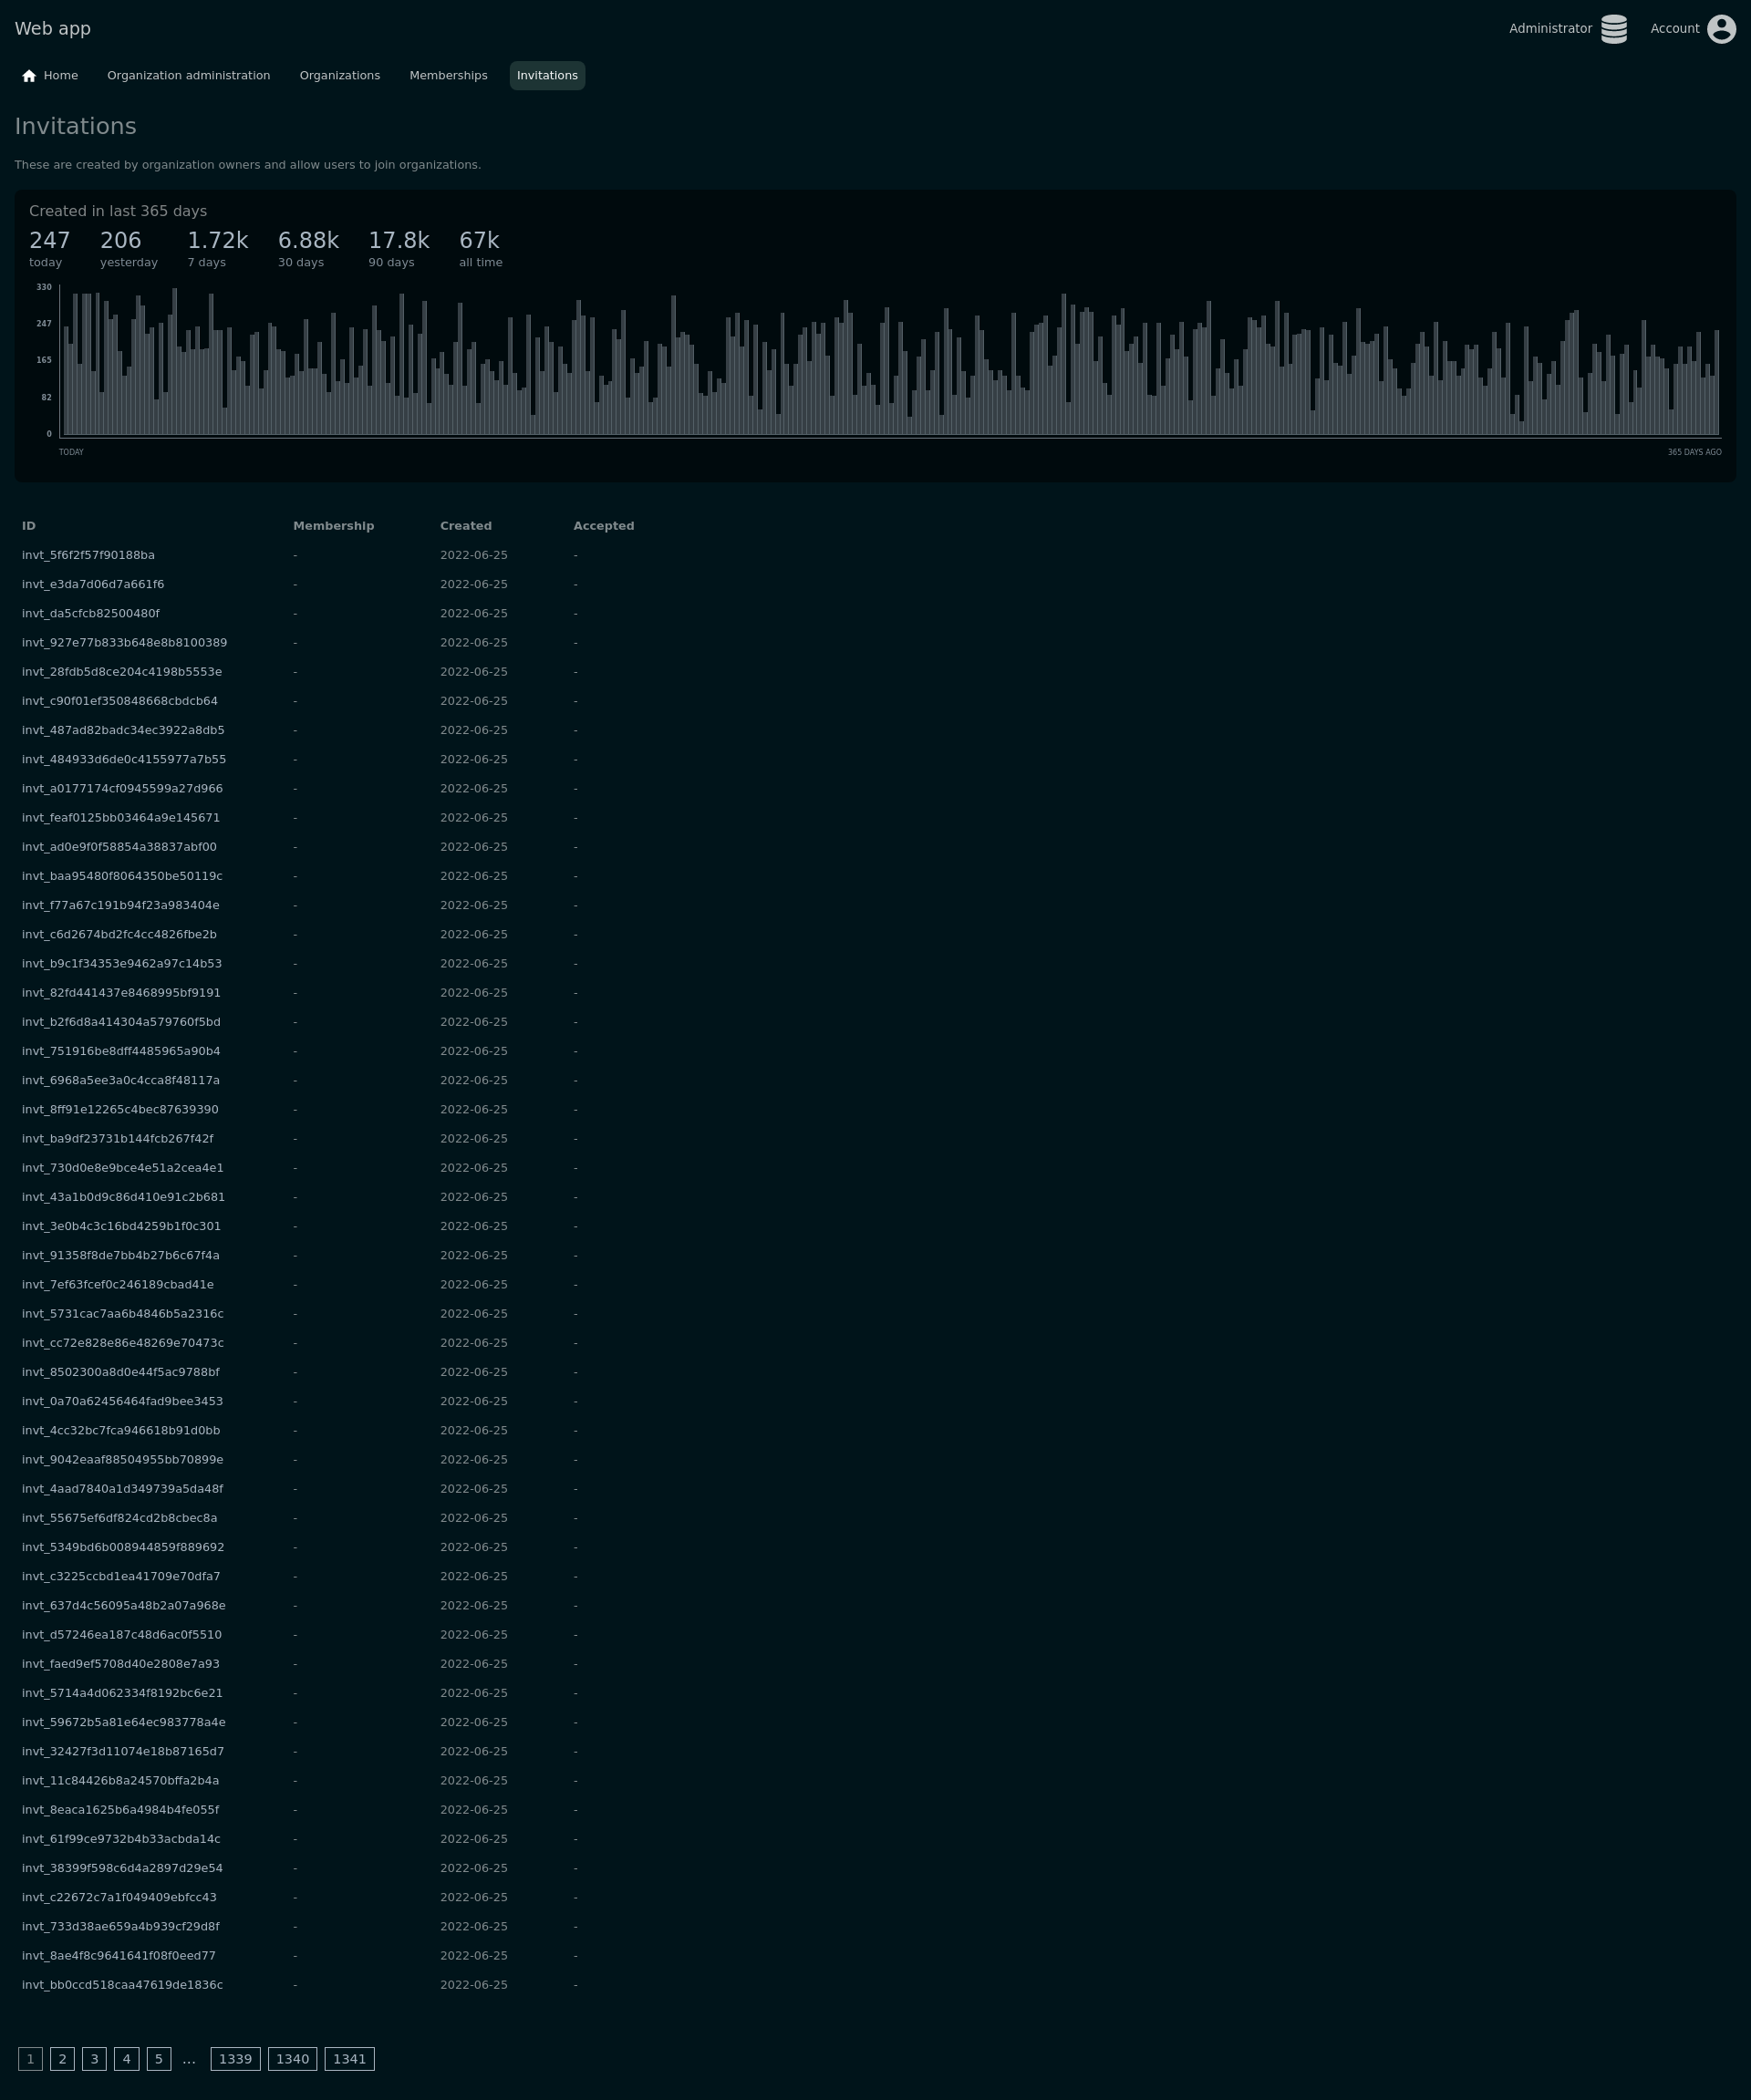 Web app
Administrator Account
Home Organization administration Organizations Memberships Invitations
Invitations
These are created by organization owners and allow users to join organizations.
Created in last 365 days
247 206 1.72k 6.88k 17.8k 67k
today yesterday 7 days 30 days 90 days all time
330
247
165
82
0
TODAY 365 DAYS AGO
ID Membership Created Accepted
invt_5f6f2f57f90188ba - 2022-06-25 -
invt_e3da7d06d7a661f6 - 2022-06-25 -
invt_da5cfcb82500480f - 2022-06-25 -
invt_927e77b833b648e8b8100389 - 2022-06-25 -
invt_28fdb5d8ce204c4198b5553e - 2022-06-25 -
invt_c90f01ef350848668cbdcb64 - 2022-06-25 -
invt_487ad82badc34ec3922a8db5 - 2022-06-25 -
invt_484933d6de0c4155977a7b55 - 2022-06-25 -
invt_a0177174cf0945599a27d966 - 2022-06-25 -
invt_feaf0125bb03464a9e145671 - 2022-06-25 -
invt_ad0e9f0f58854a38837abf00 - 2022-06-25 -
invt_baa95480f8064350be50119c - 2022-06-25 -
invt_f77a67c191b94f23a983404e - 2022-06-25 -
invt_c6d2674bd2fc4cc4826fbe2b - 2022-06-25 -
invt_b9c1f34353e9462a97c14b53 - 2022-06-25 -
invt_82fd441437e8468995bf9191 - 2022-06-25 -
invt_b2f6d8a414304a579760f5bd - 2022-06-25 -
invt_751916be8dff4485965a90b4 - 2022-06-25 -
invt_6968a5ee3a0c4cca8f48117a - 2022-06-25 -
invt_8ff91e12265c4bec87639390 - 2022-06-25 -
invt_ba9df23731b144fcb267f42f - 2022-06-25 -
invt_730d0e8e9bce4e51a2cea4e1 - 2022-06-25 -
invt_43a1b0d9c86d410e91c2b681 - 2022-06-25 -
invt_3e0b4c3c16bd4259b1f0c301 - 2022-06-25 -
invt_91358f8de7bb4b27b6c67f4a - 2022-06-25 -
invt_7ef63fcef0c246189cbad41e - 2022-06-25 -
invt_5731cac7aa6b4846b5a2316c - 2022-06-25 -
invt_cc72e828e86e48269e70473c - 2022-06-25 -
invt_8502300a8d0e44f5ac9788bf - 2022-06-25 -
invt_0a70a62456464fad9bee3453 - 2022-06-25 -
invt_4cc32bc7fca946618b91d0bb - 2022-06-25 -
invt_9042eaaf88504955bb70899e - 2022-06-25 -
invt_4aad7840a1d349739a5da48f - 2022-06-25 -
invt_55675ef6df824cd2b8cbec8a - 2022-06-25 -
invt_5349bd6b008944859f889692 - 2022-06-25 -
invt_c3225ccbd1ea41709e70dfa7 - 2022-06-25 -
invt_637d4c56095a48b2a07a968e - 2022-06-25 -
invt_d57246ea187c48d6ac0f5510 - 2022-06-25 -
invt_faed9ef5708d40e2808e7a93 - 2022-06-25 -
invt_5714a4d062334f8192bc6e21 - 2022-06-25 -
invt_59672b5a81e64ec983778a4e - 2022-06-25 -
invt_32427f3d11074e18b87165d7 - 2022-06-25 -
invt_11c84426b8a24570bffa2b4a - 2022-06-25 -
invt_8eaca1625b6a4984b4fe055f - 2022-06-25 -
invt_61f99ce9732b4b33acbda14c - 2022-06-25 -
invt_38399f598c6d4a2897d29e54 - 2022-06-25 -
invt_c22672c7a1f049409ebfcc43 - 2022-06-25 -
invt_733d38ae659a4b939cf29d8f - 2022-06-25 -
invt_8ae4f8c9641641f08f0eed77 - 2022-06-25 -
invt_bb0ccd518caa47619de1836c - 2022-06-25 -
1 2 3 4 5 ... 1339 1340 1341